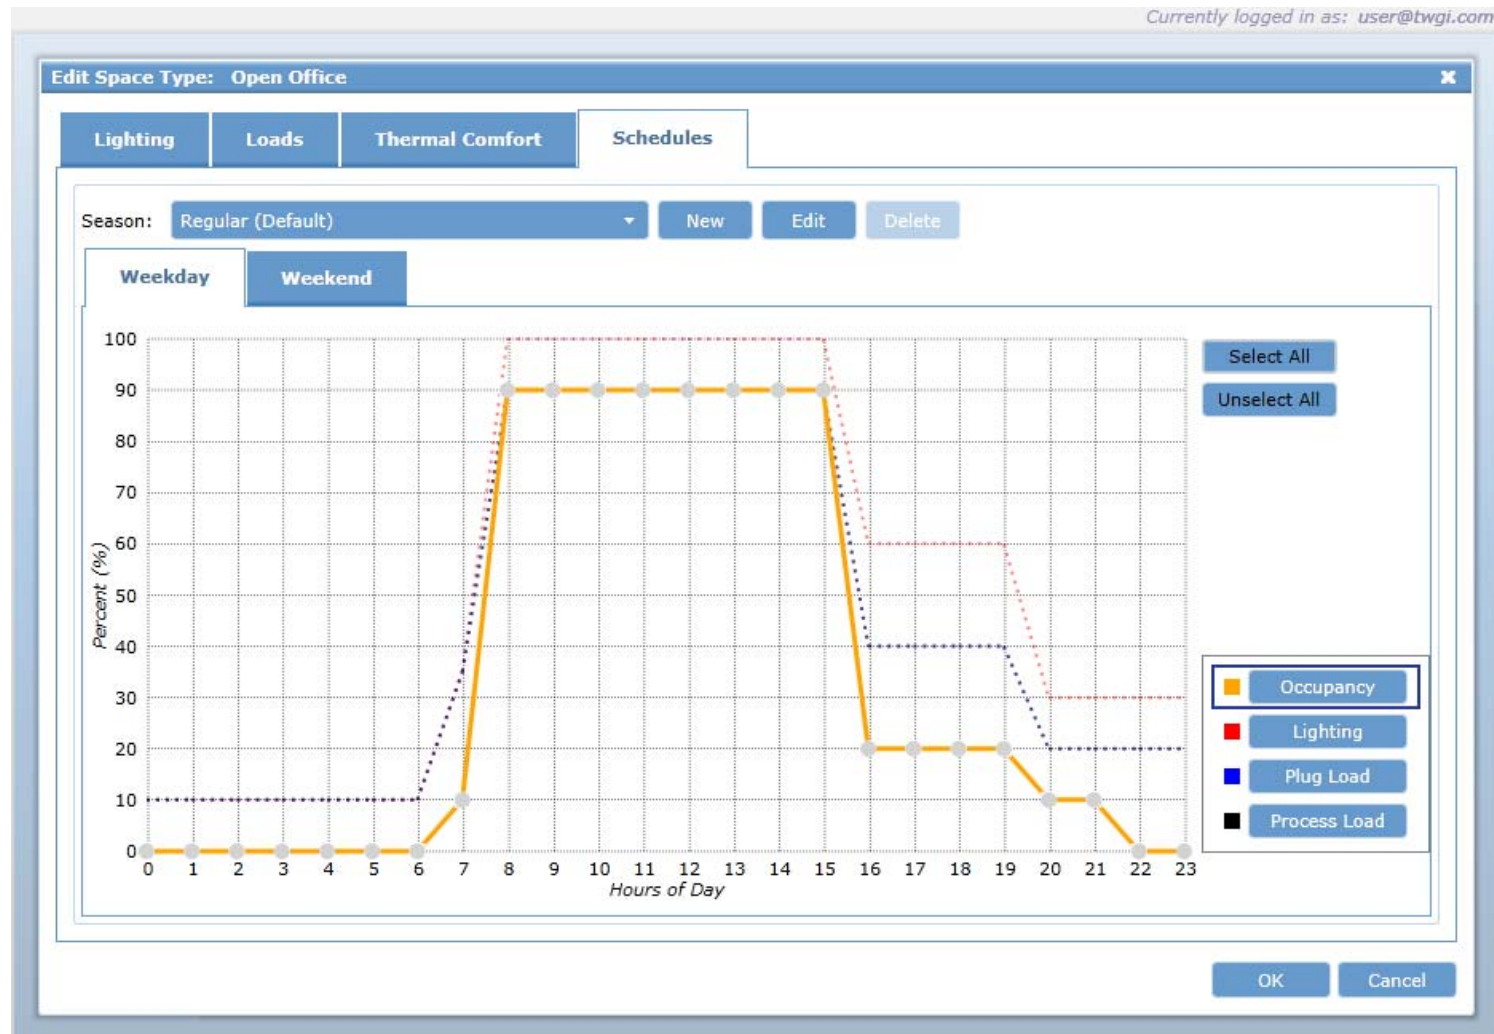 Currently logged in as: user@twgi.com
Edit Space Type: Open Office
Lighting Loads Thermal Comfort Schedules
Season: Regular (Default) New Edit Delete
Weekday Weekend
100
90
80
70
60
50
40
30
20
10
0
Percent (%)
0 1 2 3 4 5 6 7 8 9 10 11 12 13 14 15 16 17 18 19 20 21 22 23
Hours of Day
Select All
Unselect All
Occupancy
Lighting
Plug Load
Process Load
OK Cancel